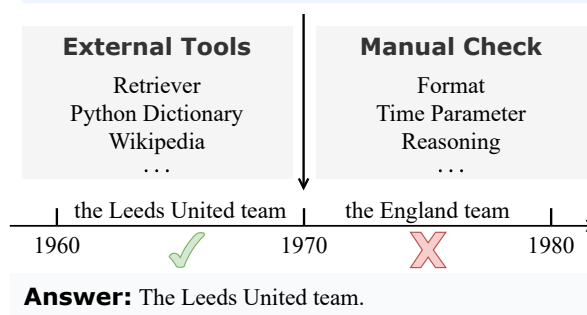 External Tools
Retriever
Python Dictionary
Wikipedia
...
Manual Check
Format
Time Parameter
Reasoning
...
the Leeds United team
the England team
1960
1970
1980
Answer: The Leeds United team.